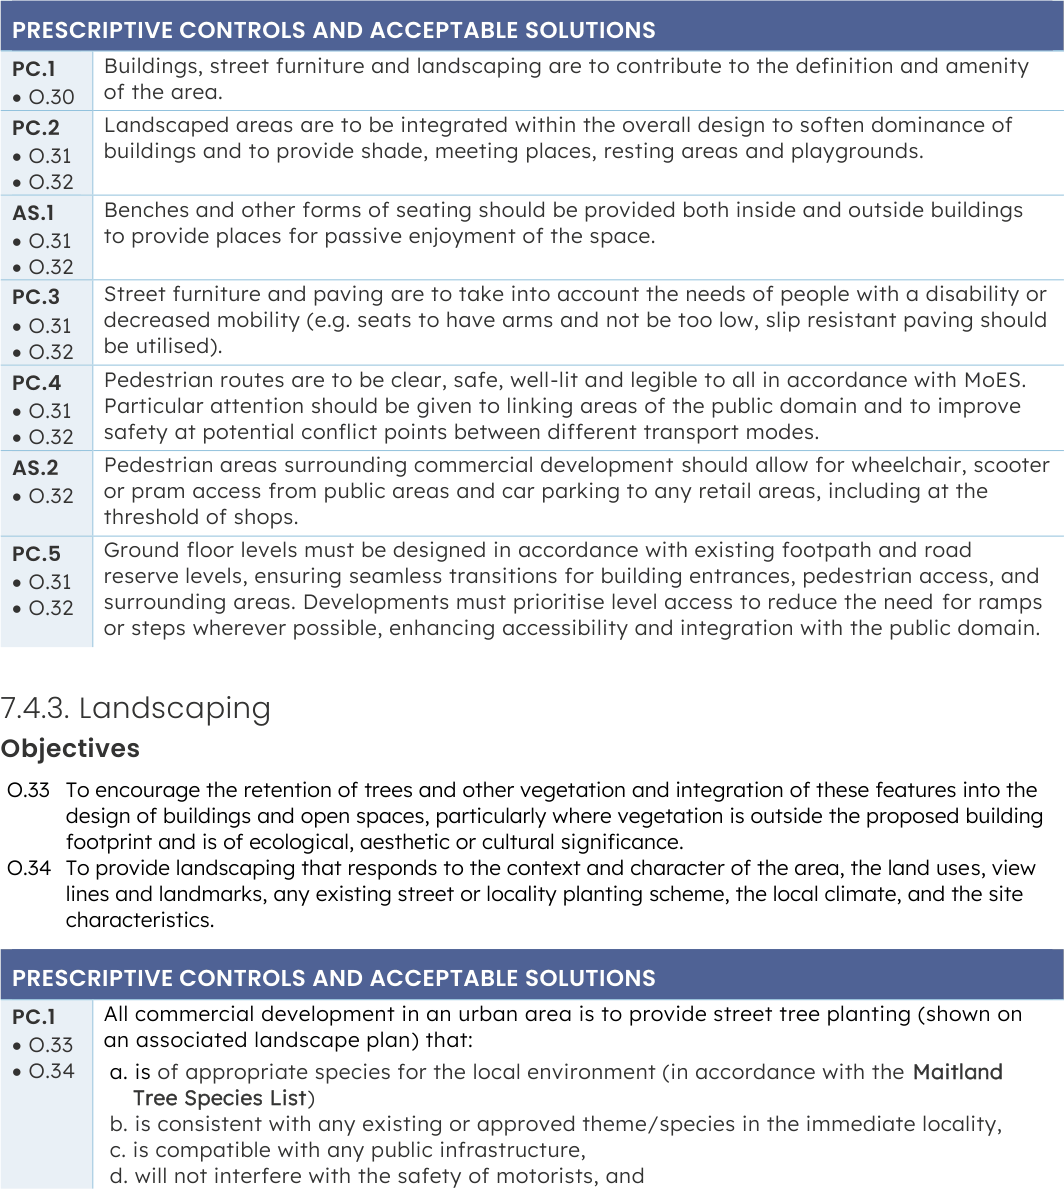 PRESCRIPTIVE CONTROLS AND ACCEPTABLE SOLUTIONS
PC.1
• O.30
Buildings, street furniture and landscaping are to contribute to the definition and amenity
of the area.
PC.2
• O.31
• O.32
Landscaped areas are to be integrated within the overall design to soften dominance of
buildings and to provide shade, meeting places, resting areas and playgrounds.
AS.1
• O.31
• O.32
Benches and other forms of seating should be provided both inside and outside buildings
to provide places for passive enjoyment of the space.
PC.3
• O.31
• O.32
Street furniture and paving are to take into account the needs of people with a disability or
decreased mobility (e.g. seats to have arms and not be too low, slip resistant paving should
be utilised).
PC.4
• O.31
• O.32
Pedestrian routes are to be clear, safe, well-lit and legible to all in accordance with MoES.
Particular attention should be given to linking areas of the public domain and to improve
safety at potential conflict points between different transport modes.
AS.2
• O.32
Pedestrian areas surrounding commercial development should allow for wheelchair, scooter
or pram access from public areas and car parking to any retail areas, including at the
threshold of shops.
PC.5
• O.31
• O.32
Ground floor levels must be designed in accordance with existing footpath and road
reserve levels, ensuring seamless transitions for building entrances, pedestrian access, and
surrounding areas. Developments must prioritise level access to reduce the need for ramps
or steps wherever possible, enhancing accessibility and integration with the public domain.
7.4.3. Landscaping
Objectives
O.33 To encourage the retention of trees and other vegetation and integration of these features into the
design of buildings and open spaces, particularly where vegetation is outside the proposed building
footprint and is of ecological, aesthetic or cultural significance.
O.34 To provide landscaping that responds to the context and character of the area, the land uses, view
lines and landmarks, any existing street or locality planting scheme, the local climate, and the site
characteristics.
PRESCRIPTIVE CONTROLS AND ACCEPTABLE SOLUTIONS
PC.1
• O.33
• O.34
All commercial development in an urban area is to provide street tree planting (shown on
an associated landscape plan) that:
a. is of appropriate species for the local environment (in accordance with the Maitland
Tree Species List)
b. is consistent with any existing or approved theme/species in the immediate locality,
c. is compatible with any public infrastructure,
d. will not interfere with the safety of motorists, and